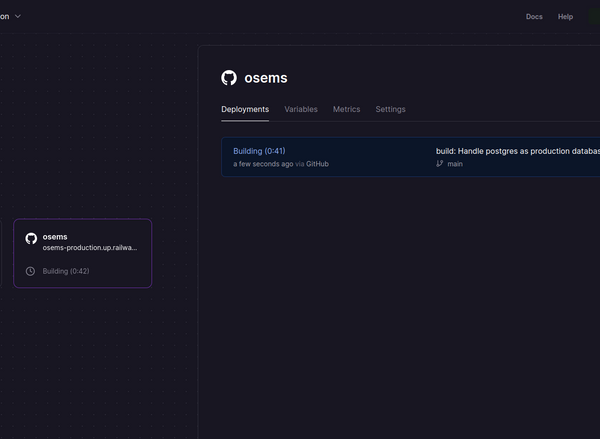 on
Docs Help
osems
Deployments Variables Metrics Settings
Building (0:41)
build: Handle postgres as production databas
a few seconds ago via GitHub
main
osems
osems-production.up.railwa...
Building (0:42)